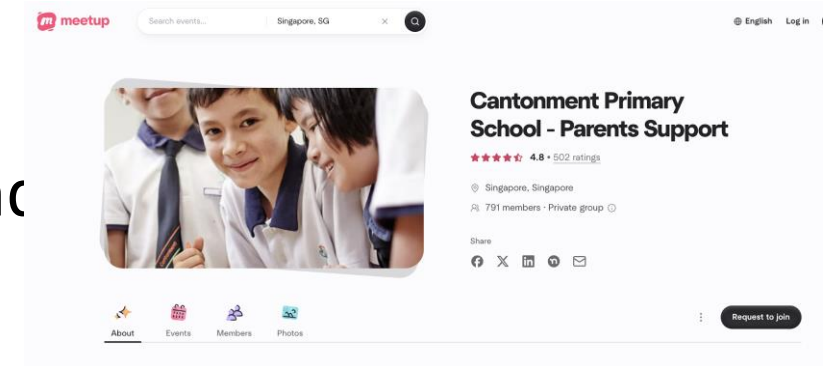 meetup
Search events... Singapore, SG
English Log in
Cantonment Primary
School - Parents Support
4.8 • 502 ratings
Singapore, Singapore
791 members · Private group
Share
About Events Members Photos
Request to join